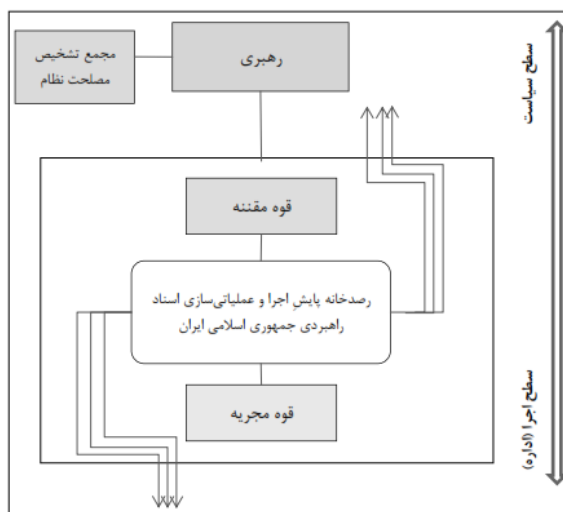 رهبری
مجمع تشخیص
مصلحت نظام
سطح سیاست
قوه مقننه
رصدخانه پایشِ اجرا و عملیاتی‌سازی اسناد
راهبردی جمهوری اسلامی ایران
قوه مجریه
سطح اجرا (اداره)